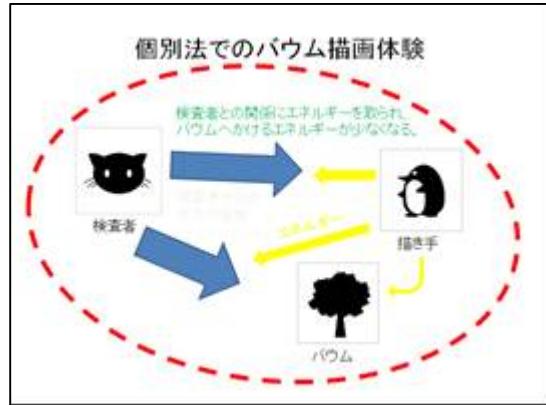 個別法でのバウム描画体験
検査者との関係にエネルギーを取られ、
バウムへかけるエネルギーが少なくなる。
検査者
エネルギー
描き手
バウム